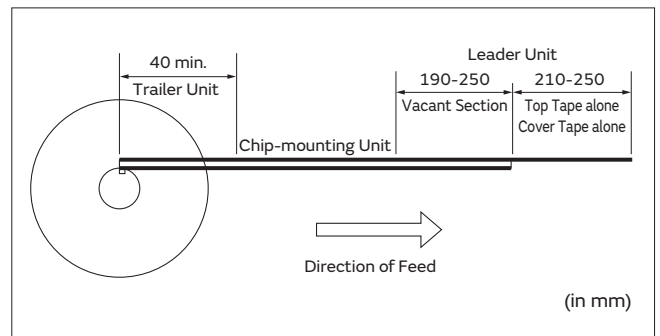 Leader Unit
40 min.
190-250
210-250
Trailer Unit
Vacant Section
Top Tape alone
Cover Tape alone
Chip-mounting Unit
Direction of Feed
(in mm)